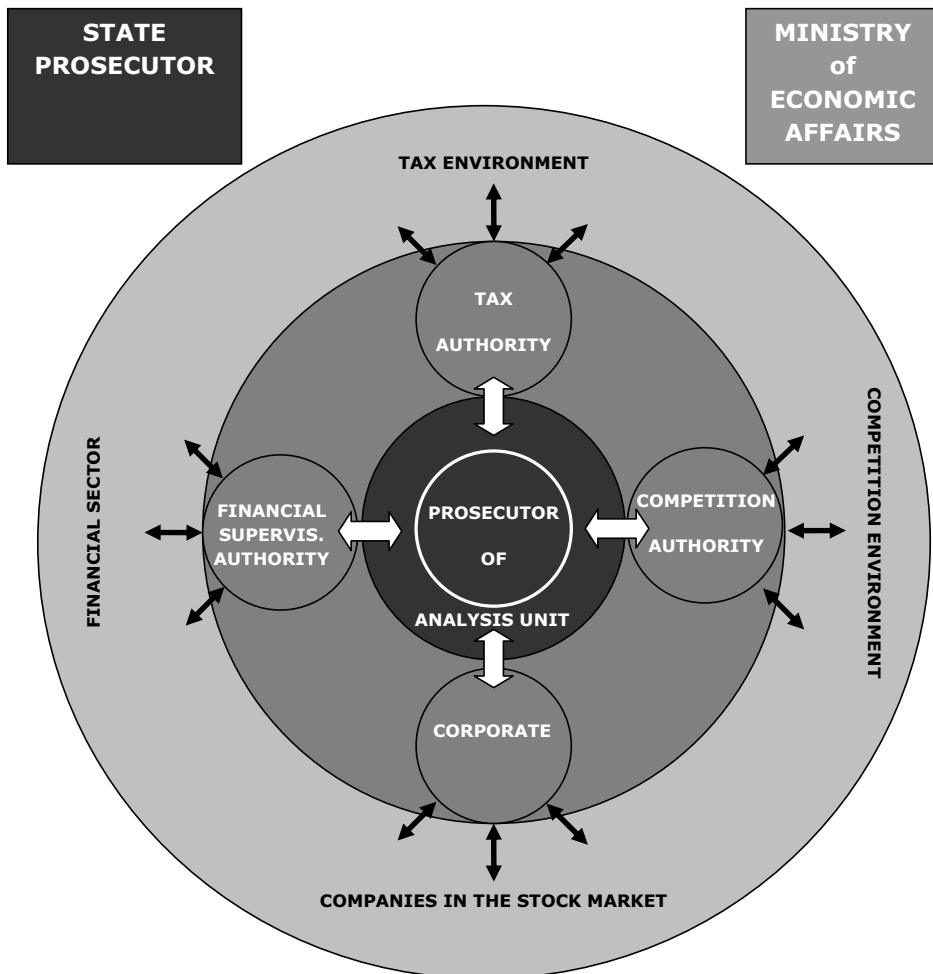 STATE
PROSECUTOR
MINISTRY
of
ECONOMIC
AFFAIRS
TAX ENVIRONMENT
TAX
AUTHORITY
FINANCIAL SECTOR
FINANCIAL
SUPERVIS.
AUTHORITY
PROSECUTOR
OF
ANALYSIS UNIT
COMPETITION
AUTHORITY
COMPETITION ENVIRONMENT
CORPORATE
COMPANIES IN THE STOCK MARKET